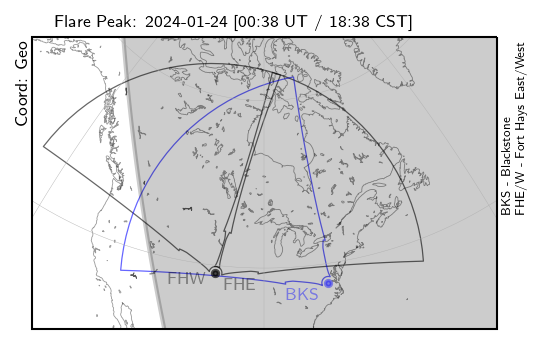 Flare Peak: 2024-01-24 [00:38 UT / 18:38 CST]
Coord: Geo
FHW
FHE
BKS
1
BKS - Blackstone
FHE/W - Fort Hays East/West